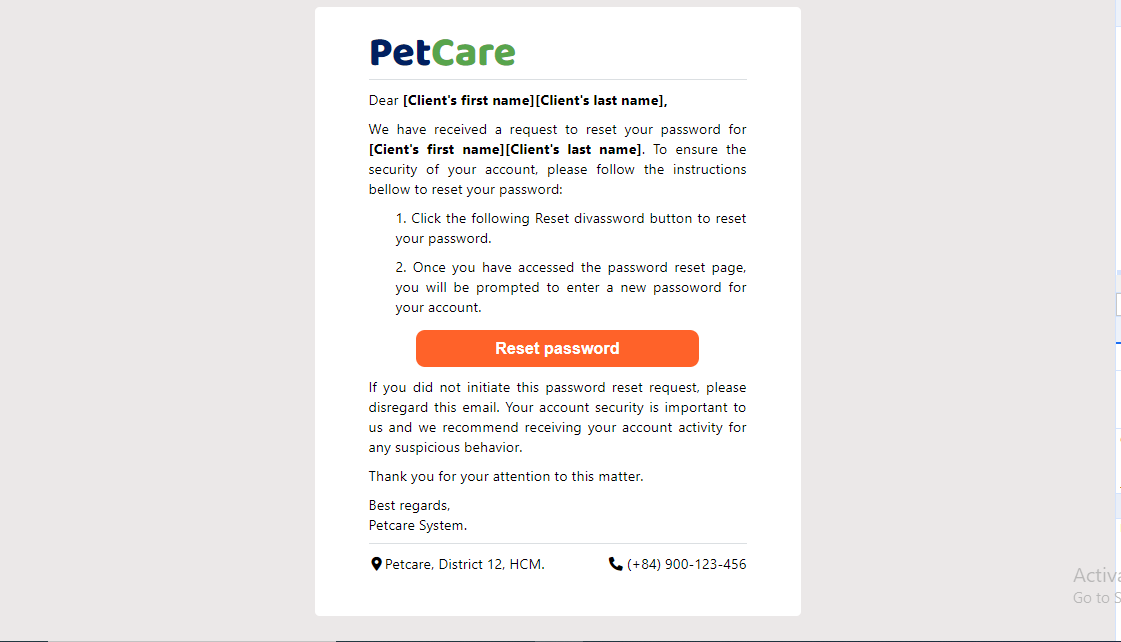 PetCare
Dear [Client's first name][Client's last name],
We have received a request to reset your password for
[Cient's first name][Client's last name]. To ensure the
security of your account, please follow the instructions
bellow to reset your password:
1. Click the following Reset divassword button to reset
your password.
2. Once you have accessed the password reset page,
you will be prompted to enter a new passoword for
your account.
Reset password
If you did not initiate this password reset request, please
disregard this email. Your account security is important to
us and we recommend receiving your account activity for
any suspicious behavior.
Thank you for your attention to this matter.
Best regards,
Petcare System.
Petcare, District 12, HCM. (+84) 900-123-456
Activa
Go to S